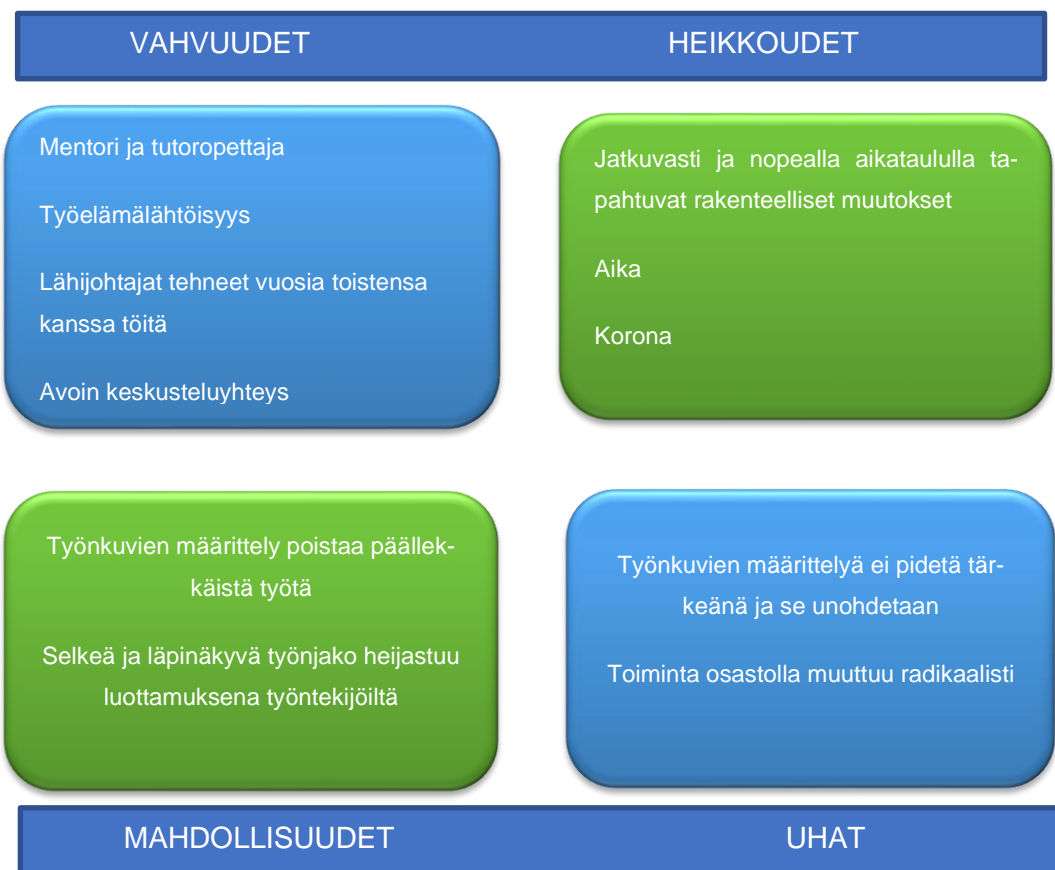 VAHVUUDET HEIKKOUDET
Mentori ja tutoropettaja
Työelämälähtöisyys
Lähijohtajat tehneet vuosia toistensa
kanssa töitä
Avoin keskusteluyhteys
Jatkuvasti ja nopealla aikataululla ta-
pahtuvat rakenteelliset muutokset
Aika
Korona
Työnkuvien määrittely poistaa päällek-
käistä työtä
Selkeä ja läpinäkyvä työnjako heijastuu
luottamuksena työntekijöiltä
Työnkuvien määrittelyä ei pidetä tär-
keänä ja se unohdetaan
Toiminta osastolla muuttuu radikaalisti
MAHDOLLISUUDET UHAT